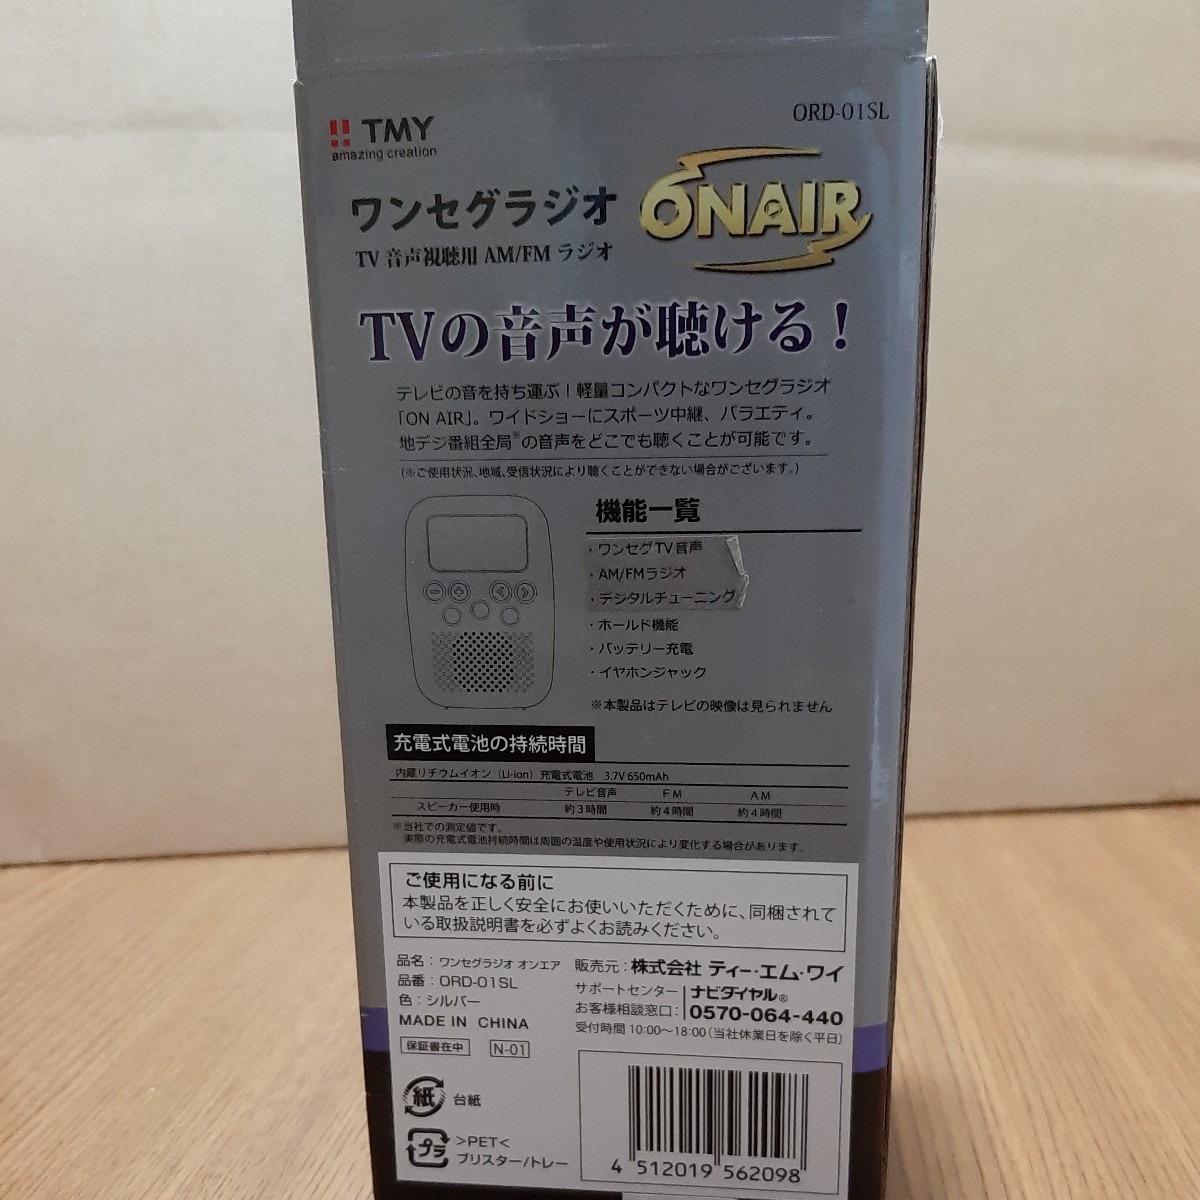 TMY
amazing creation
ORD-01SL
ワンセグラジオ
ONAIR
TV 音声視聴用 AM/FM ラジオ
TVの音声が聴ける！
テレビの音を持ち運ぶ！軽量コンパクトなワンセグラジオ
「ON AIR」。ワイドショーにスポーツ中継、バラエティ。
地デジ番組全局※の音声をどこでも聴くことが可能です。
(※ご使用状況、地域、受信状況により聴くことができない場合がございます。)
機能一覧
・ワンセグTV音声
・AM/FMラジオ
・デジタルチューニング
・ホールド機能
・バッテリー充電
・イヤホンジャック
※本製品はテレビの映像は見られません
充電式電池の持続時間
内蔵リチウムイオン（Li-ion）充電式電池 3.7V 650mAh
テレビ音声 FM AM
スピーカー使用時 約3時間 約4時間 約4時間
※当社での測定値です。
実際の充電式電池持続時間は周囲の温度や使用状況により変化する場合があります。
ご使用になる前に
本製品を正しく安全にお使いいただくために、同梱されて
いる取扱説明書を必ずよくお読みください。
品名：ワンセグラジオ オンエア
品番：ORD-01SL
色：シルバー
MADE IN CHINA
保証書在中 N-01
紙 台紙
プラ >PET<
ブリスター/トレー
販売元：株式会社 ティー・エム・ワイ
サポートセンター ナビダイヤル®
お客様相談窓口： 0570-064-440
受付時間 10:00〜18:00（当社休業日を除く平日）
4 512019 562098